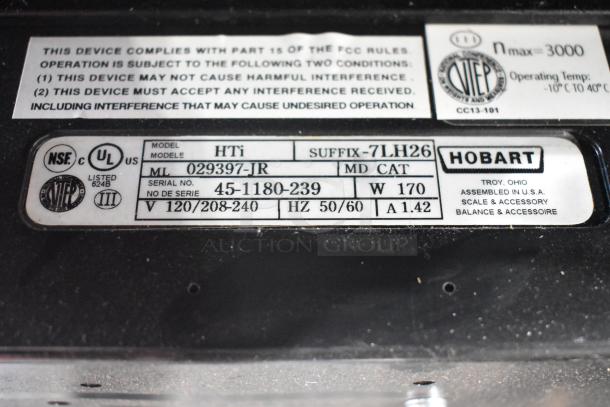 THIS DEVICE COMPLIES WITH PART 15 OF THE FCC RULES.
OPERATION IS SUBJECT TO THE FOLLOWING TWO CONDITIONS:
(1) THIS DEVICE MAY NOT CAUSE HARMFUL INTERFERENCE.
(2) THIS DEVICE MUST ACCEPT ANY INTERFERENCE RECEIVED.
INCLUDING INTERFERENCE THAT MAY CAUSE UNDESIRED OPERATION
III
NTEP
CC13-101
nmax=3000
Operating Temp:
-10°C TO 40°C
NSF
C UL US
LISTED
624B
NTEP
III
MODEL
MODELE
HTi
SUFFIX-7LH26
ML 029397-JR
MD CAT
SERIAL NO.
NO DE SERIE
45-1180-239
W 170
V 120/208-240
HZ 50/60
A 1.42
HOBART
TROY, OHIO
ASSEMBLED IN U.S.A.
SCALE & ACCESSORY
BALANCE & ACCESSOIRE
AUCTION GROUP